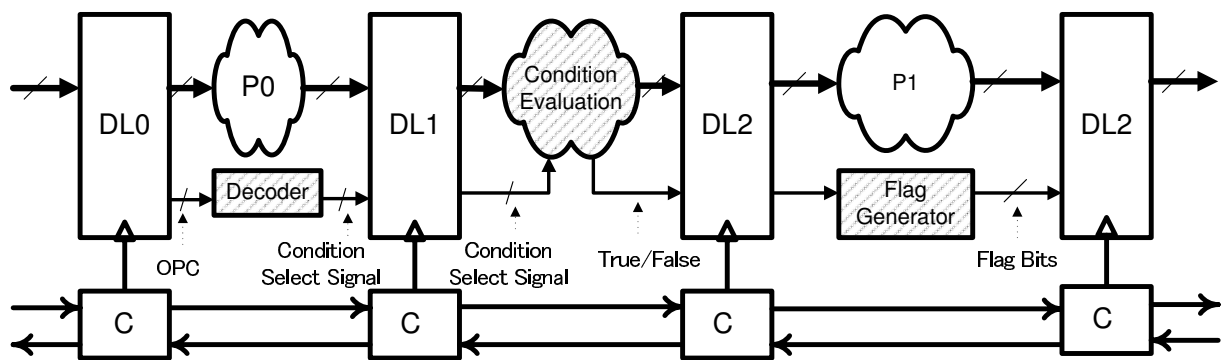 DL0
P0
DL1
Condition
Evaluation
DL2
P1
DL2
Decoder
Flag
Generator
OPC
Condition
Select Signal
Condition
Select Signal
True/False
Flag Bits
C
C
C
C